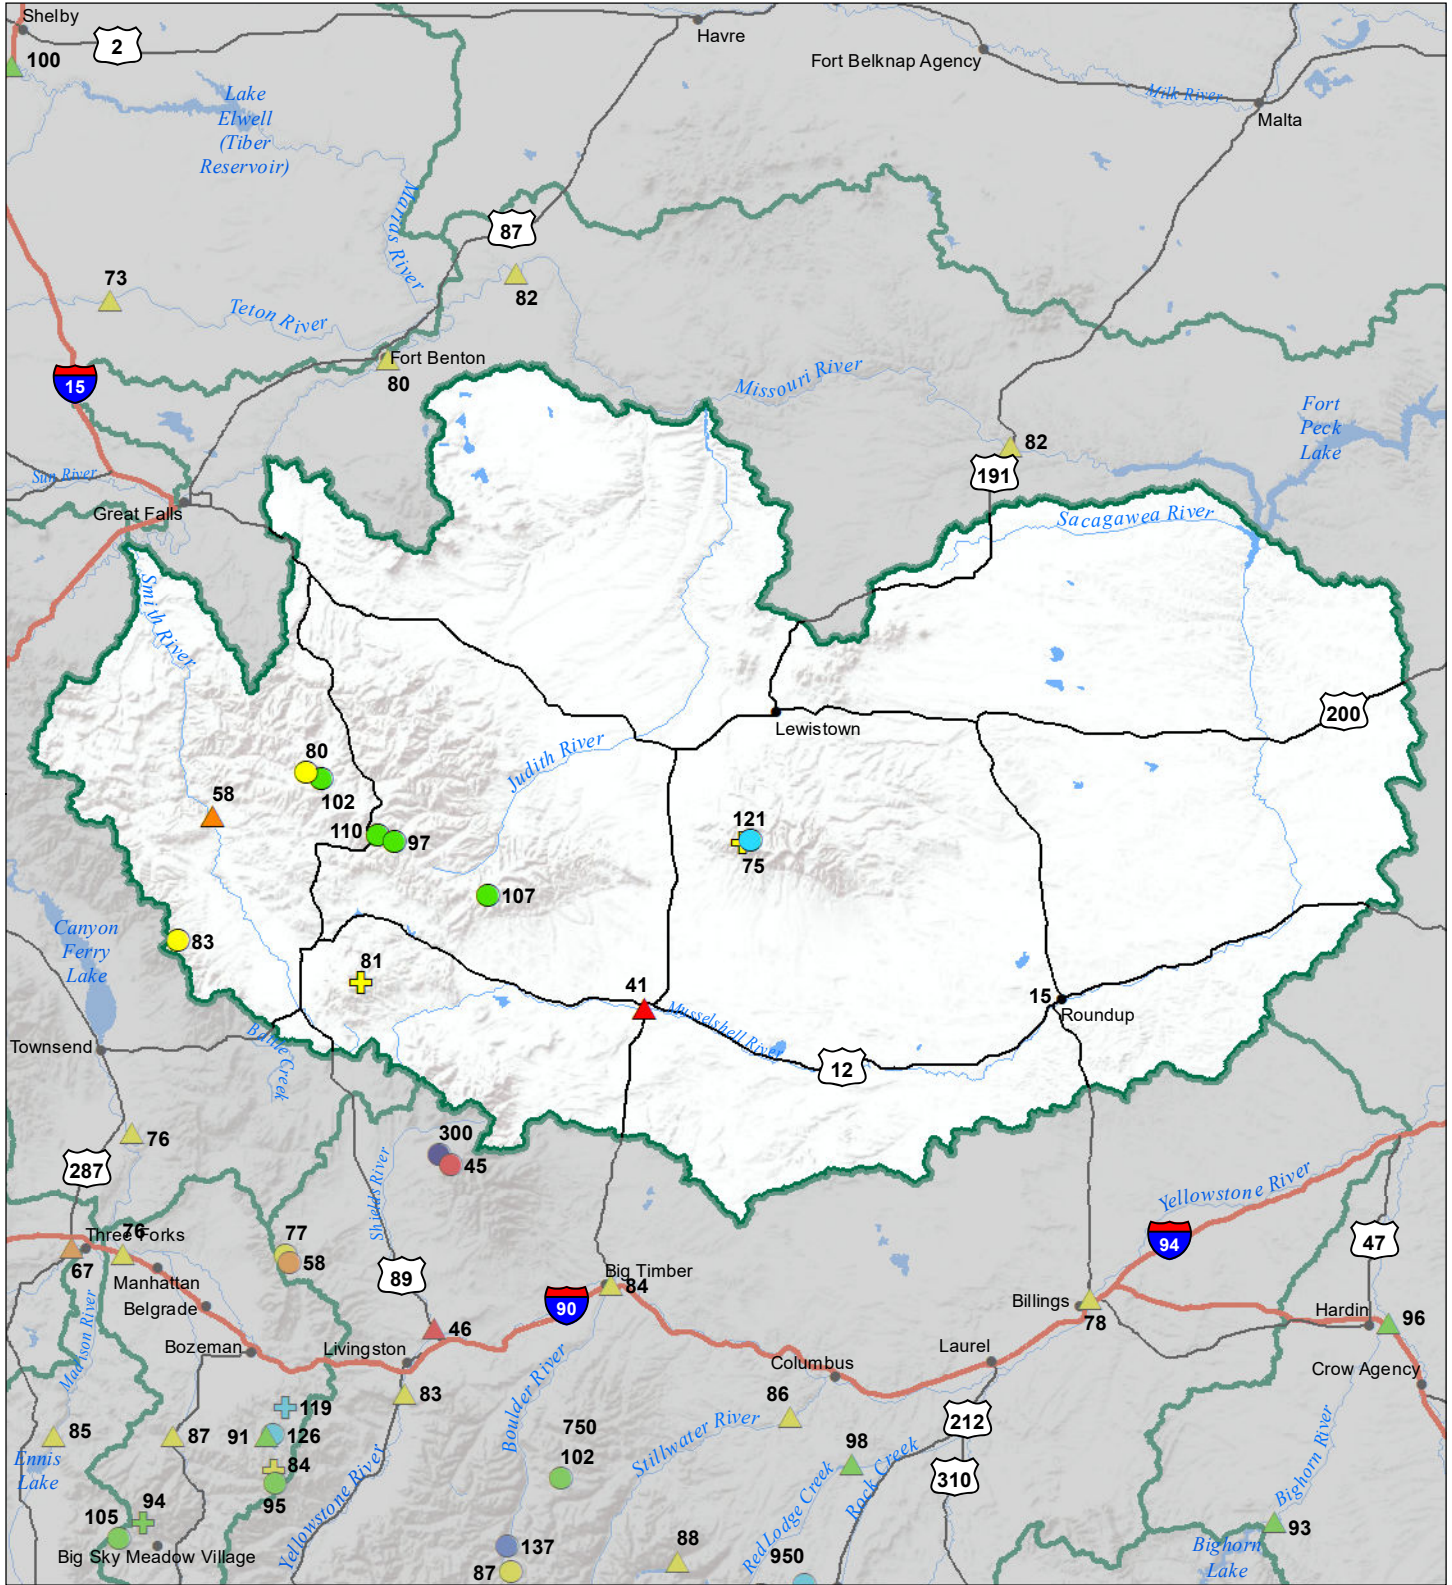 Shelby
2
Havre
Fort Belknap Agency
100
Lake
Elwell
(Tiber
Reservoir)
Milk River
Malta
Marias River
87
73
82
Teton River
Fort Benton
80
15
Missouri River
Fort
Peck
Lake
82
191
Sun River
Great Falls
Sacagawea River
Smith River
200
Lewistown
Judith River
80
58
102
110
97
121
75
107
Canyon
Ferry
Lake
83
81
41
15
Roundup
Musselshell River
Townsend
Battle Creek
12
76
300
45
287
Shields River
Yellowstone River
76
Three Forks
67
77
58
94
47
Manhattan
89
Big Timber
84
Belgrade
90
Billings
78
Hardin
96
Madison River
Bozeman
Livingston
46
Laurel
Columbus
Crow Agency
83
86
119
Boulder River
Stillwater River
212
85
87
91
126
750
98
Ennis
Lake
84
102
Rock Creek
310
95
Red Lodge Creek
Bighorn River
94
105
Yellowstone River
93
Big Sky Meadow Village
137
88
950
Bighorn
Lake
87